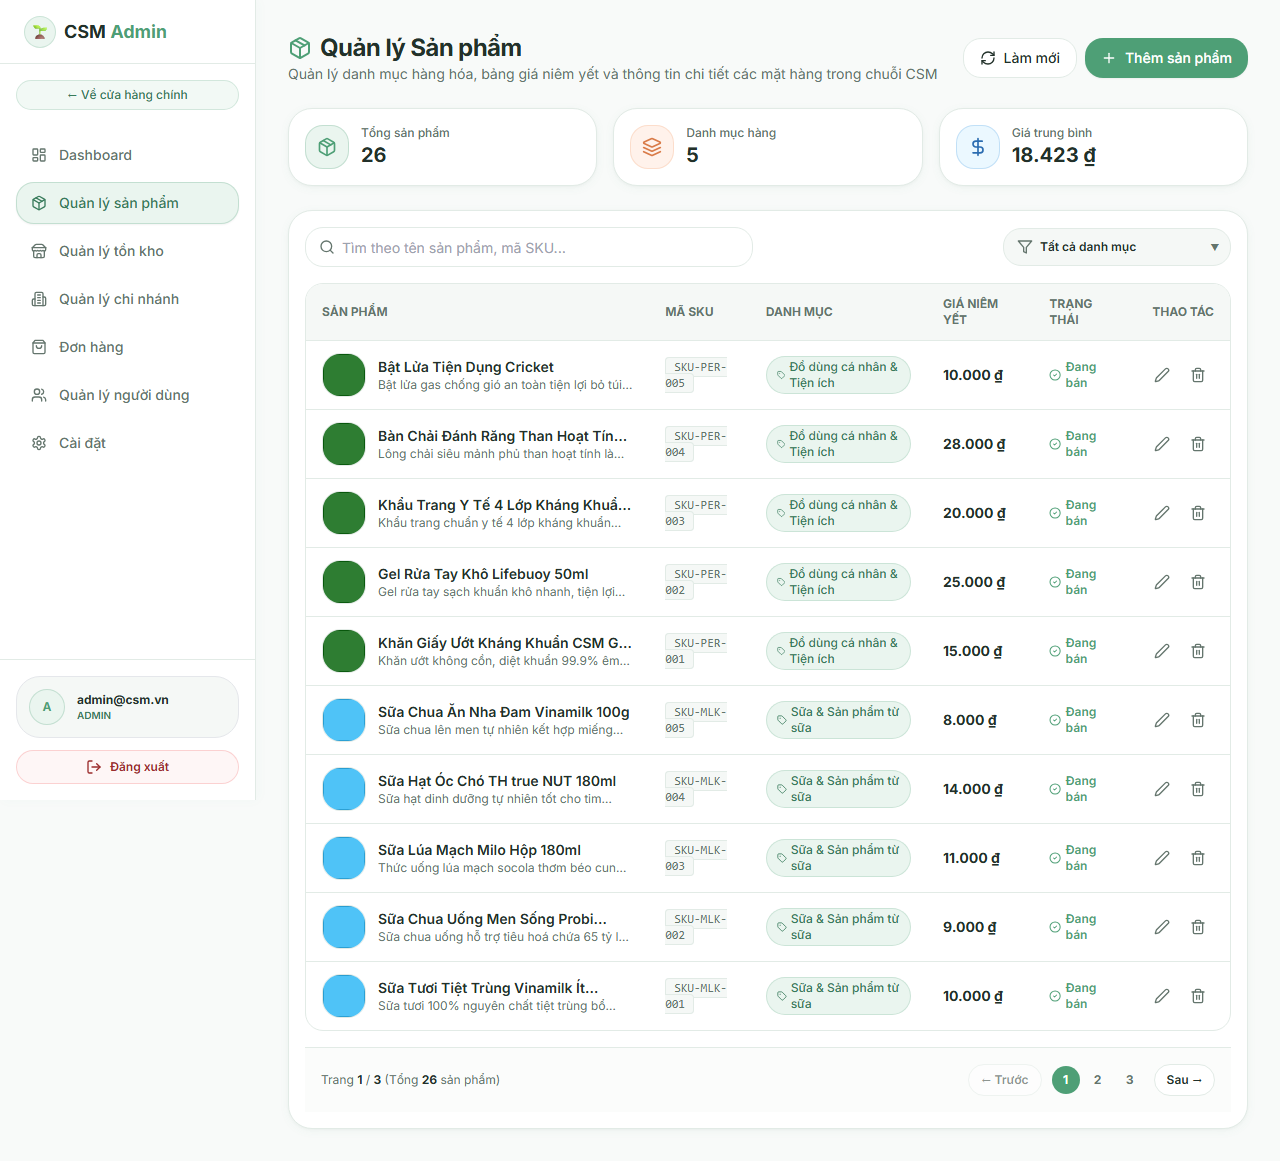 CSM Admin
← Về cửa hàng chính
Dashboard
Quản lý sản phẩm
Quản lý tồn kho
Quản lý chi nhánh
Đơn hàng
Quản lý người dùng
Cài đặt
A
admin@csm.vn
ADMIN
Đăng xuất
Quản lý Sản phẩm
Quản lý danh mục hàng hóa, bảng giá niêm yết và thông tin chi tiết các mặt hàng trong chuỗi CSM
Làm mới
Thêm sản phẩm
Tổng sản phẩm
26
Danh mục hàng
5
Giá trung bình
18.423 ₫
Tìm theo tên sản phẩm, mã SKU...
Tất cả danh mục
SẢN PHẨM MÃ SKU DANH MỤC GIÁ NIÊM YẾT TRẠNG THÁI THAO TÁC
Bật Lửa Tiện Dụng Cricket
Bật lửa gas chống gió an toàn tiện lợi bỏ túi...
SKU-PER-005
Đồ dùng cá nhân & Tiện ích
10.000 ₫
Đang bán
Bàn Chải Đánh Răng Than Hoạt Tín...
Lông chải siêu mảnh phủ than hoạt tính là...
SKU-PER-004
Đồ dùng cá nhân & Tiện ích
28.000 ₫
Đang bán
Khẩu Trang Y Tế 4 Lớp Kháng Khuẩ...
Khẩu trang chuẩn y tế 4 lớp kháng khuẩn...
SKU-PER-003
Đồ dùng cá nhân & Tiện ích
20.000 ₫
Đang bán
Gel Rửa Tay Khô Lifebuoy 50ml
Gel rửa tay sạch khuẩn khô nhanh, tiện lợi...
SKU-PER-002
Đồ dùng cá nhân & Tiện ích
25.000 ₫
Đang bán
Khăn Giấy Ướt Kháng Khuẩn CSM G...
Khăn ướt không cồn, diệt khuẩn 99.9% êm...
SKU-PER-001
Đồ dùng cá nhân & Tiện ích
15.000 ₫
Đang bán
Sữa Chua Ăn Nha Đam Vinamilk 100g
Sữa chua lên men tự nhiên kết hợp miếng...
SKU-MLK-005
Sữa & Sản phẩm từ sữa
8.000 ₫
Đang bán
Sữa Hạt Óc Chó TH true NUT 180ml
Sữa hạt dinh dưỡng tự nhiên tốt cho tim...
SKU-MLK-004
Sữa & Sản phẩm từ sữa
14.000 ₫
Đang bán
Sữa Lúa Mạch Milo Hộp 180ml
Thức uống lúa mạch socola thơm béo cun...
SKU-MLK-003
Sữa & Sản phẩm từ sữa
11.000 ₫
Đang bán
Sữa Chua Uống Men Sống Probi...
Sữa chua uống hỗ trợ tiêu hoá chứa 65 tỷ l...
SKU-MLK-002
Sữa & Sản phẩm từ sữa
9.000 ₫
Đang bán
Sữa Tươi Tiệt Trùng Vinamilk Ít...
Sữa tươi 100% nguyên chất tiệt trùng bổ...
SKU-MLK-001
Sữa & Sản phẩm từ sữa
10.000 ₫
Đang bán
Trang 1 / 3 (Tổng 26 sản phẩm)
← Trước 1 2 3 Sau →